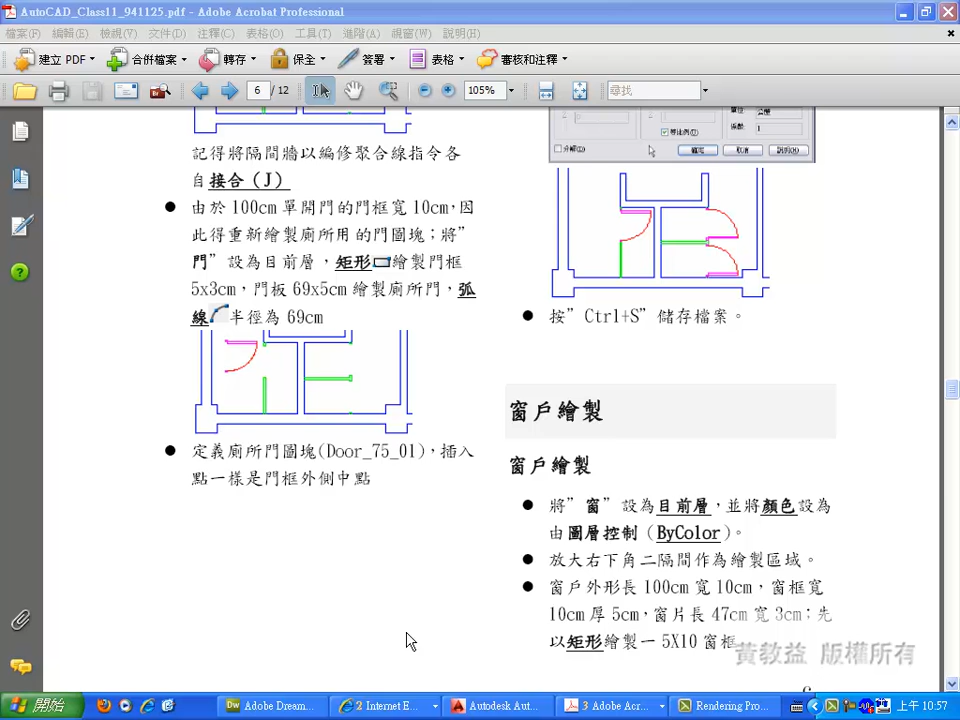 AutoCAD_Class11_941125.pdf - Adobe Acrobat Professional
檔案(F) 編輯(E) 檢視(V) 文件(D) 注釋(C) 表格(O) 工具(T) 進階(A) 視窗(W) 說明(H)
建立 PDF 合併檔案 轉存 保全 簽署 表格 審核和注釋
6 / 12 105% 尋找
記得將隔間牆以編修聚合線指令各
自接合（J）
● 由於 100cm 單開門的門框寬 10cm,因
此得重新繪製廁所用的門圖塊；將”
門”設為目前層，矩形繪製門框
5x3cm，門板 69x5cm 繪製廁所門，弧
線半徑為 69cm
● 定義廁所門圖塊(Door_75_01)，插入
點一樣是門框外側中點
等比例(U)
1
● 按”Ctrl+S”儲存檔案。
窗戶繪製
窗戶繪製
● 將”窗”設為目前層，並將顏色設為
由圖層控制（ByColor）。
● 放大右下角二隔間作為繪製區域。
● 窗戶外形長 100cm 寬 10cm，窗框寬
10cm 厚 5cm，窗片長 47cm 寬 3cm；先
以矩形繪製一 5X10 窗框
黃教益 版權所有
開始 Adobe Dream... 2 Internet E... Autodesk Aut... 3 Adobe Acr... Rendering Pro... 上午 10:57